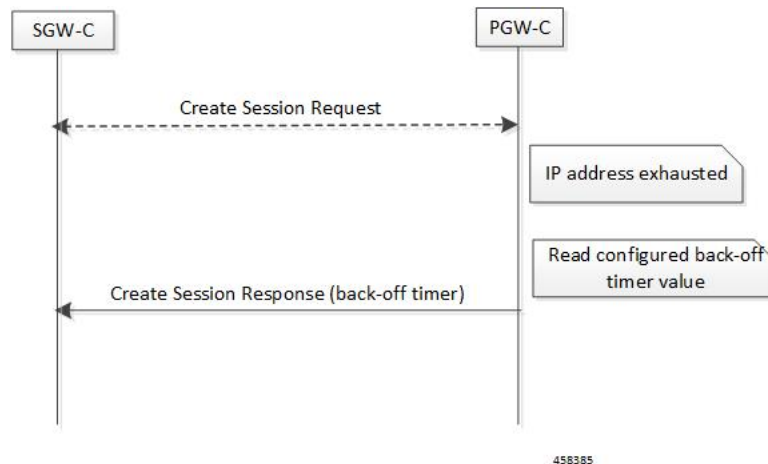 SGW-C
PGW-C
Create Session Request
IP address exhausted
Read configured back-off
timer value
Create Session Response (back-off timer)
458385